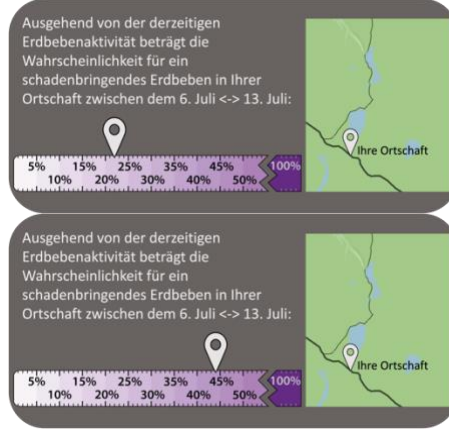 Ausgehend von der derzeitigen
Erdbebenaktivität beträgt die
Wahrscheinlichkeit für ein
schadenbringendes Erdbeben in Ihrer
Ortschaft zwischen dem 6. Juli <-> 13. Juli:
Ihre Ortschaft
5% 15% 25% 35% 45% 100%
10% 20% 30% 40% 50%
Ausgehend von der derzeitigen
Erdbebenaktivität beträgt die
Wahrscheinlichkeit für ein
schadenbringendes Erdbeben in Ihrer
Ortschaft zwischen dem 6. Juli <-> 13. Juli:
Ihre Ortschaft
5% 15% 25% 35% 45% 100%
10% 20% 30% 40% 50%